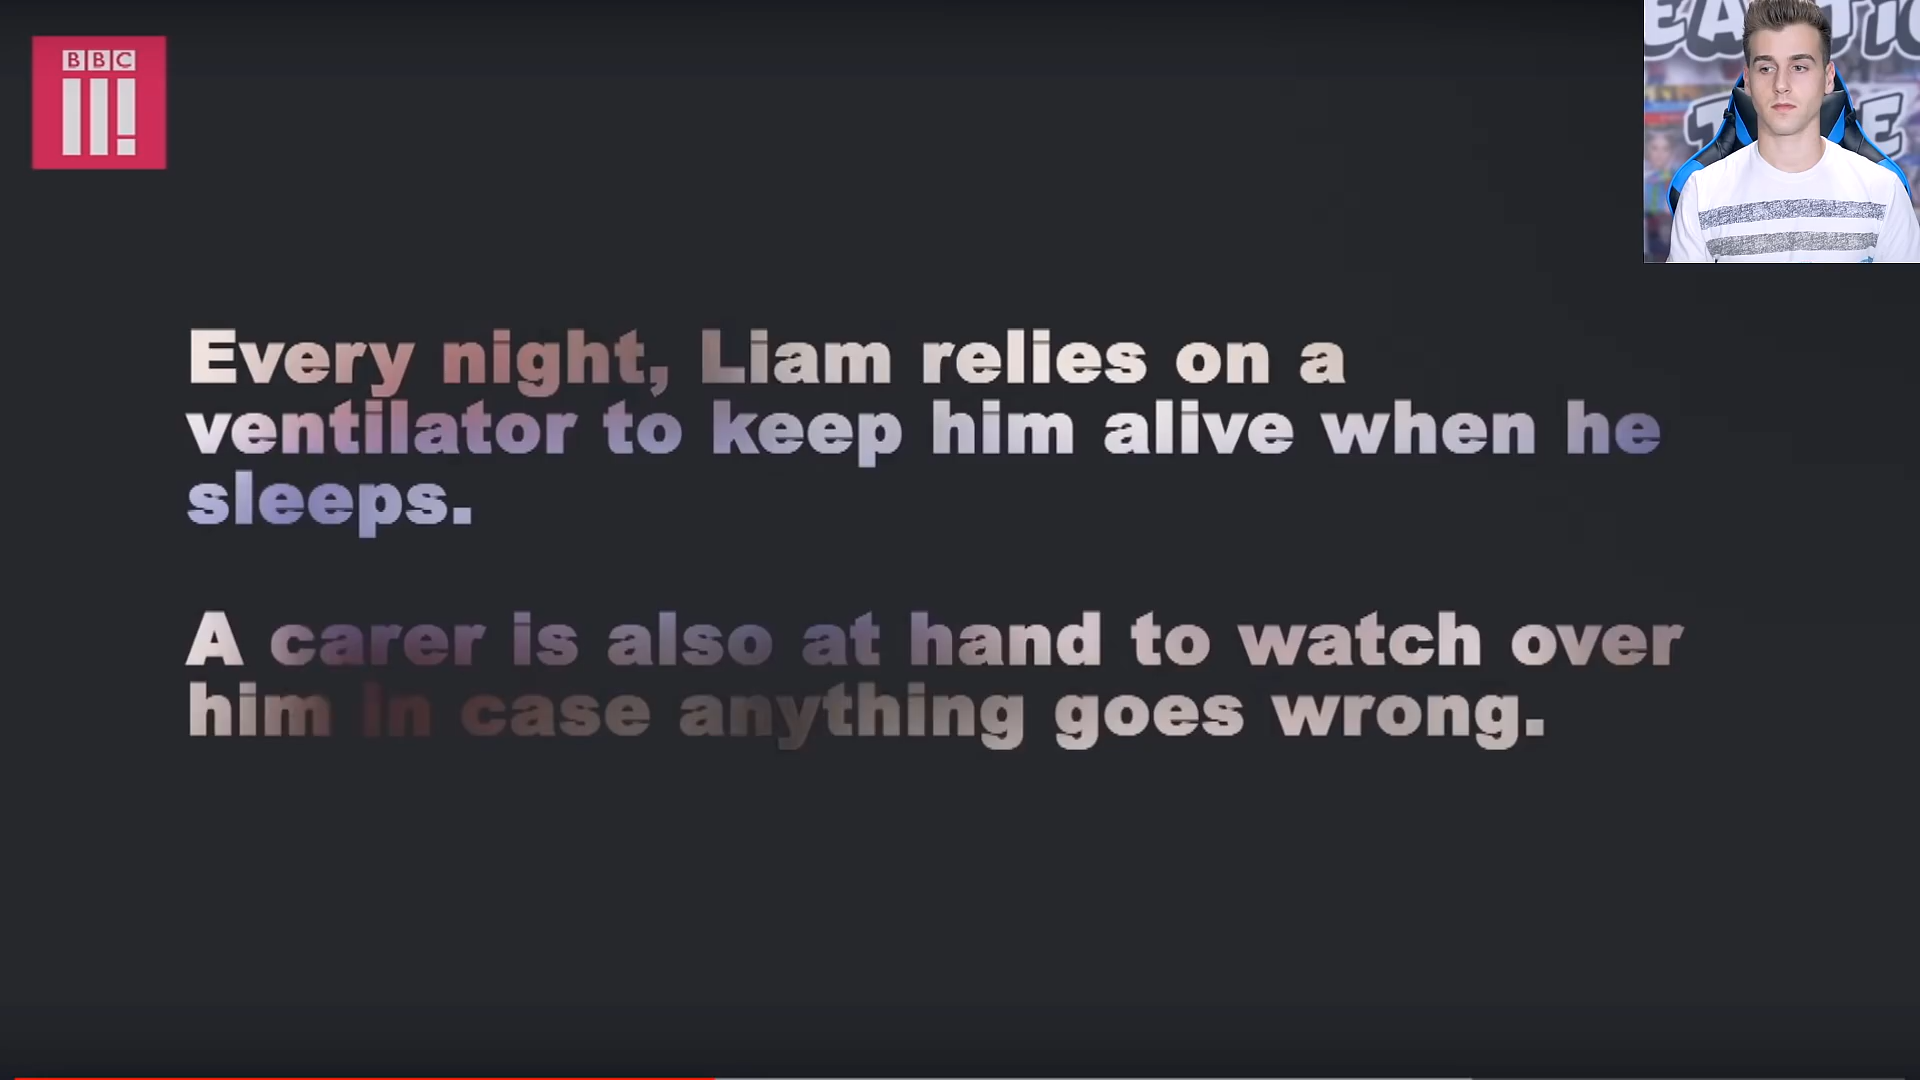 BBC
Every night, Liam relies on a
ventilator to keep him alive when he
sleeps.
A carer is also at hand to watch over
him in case anything goes wrong.